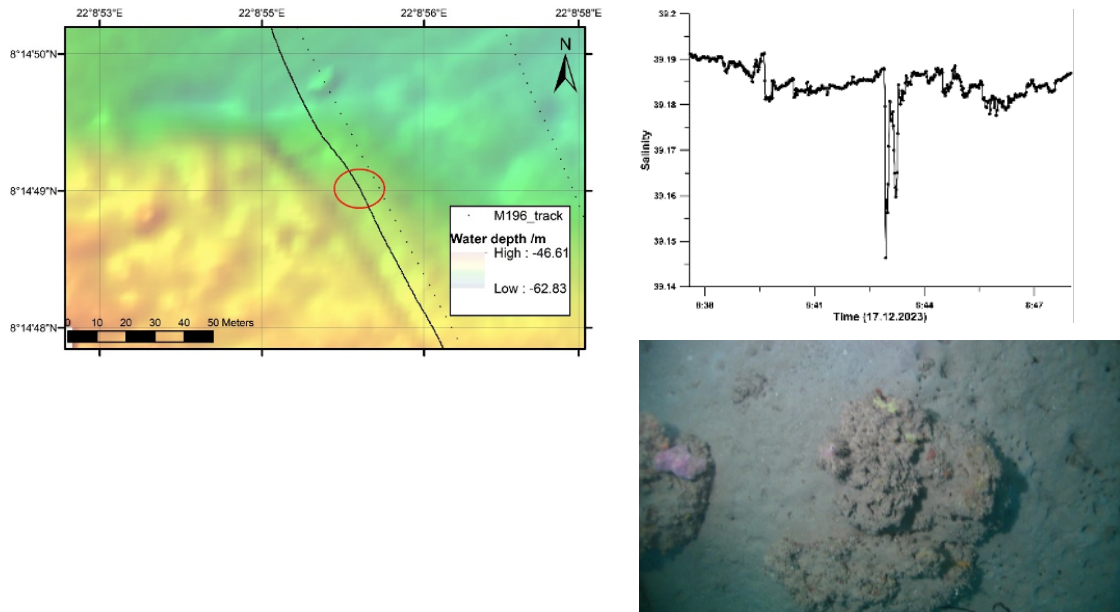 22°8'53"E 22°8'55"E 22°8'56"E 22°8'58"E
8°14'50"N
8°14'49"N
8°14'48"N
N
M196_track
Water depth /m
High : -46.61
Low : -62.83
0 10 20 30 40 50 Meters
39.2
39.19
39.18
39.17
39.16
39.15
39.14
Salinity
8:38 8:41 8:44 8:47
Time (17.12.2023)